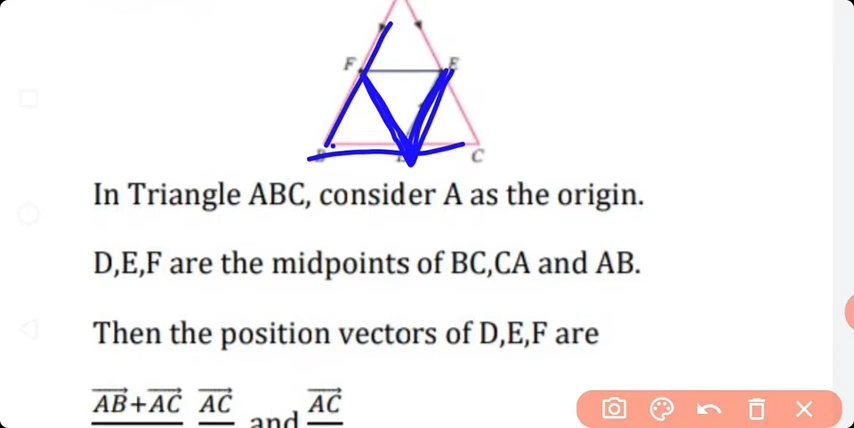 F E
C
In Triangle ABC, consider A as the origin.
D,E,F are the midpoints of BC,CA and AB.
Then the position vectors of D,E,F are
AB+AC AC and AC